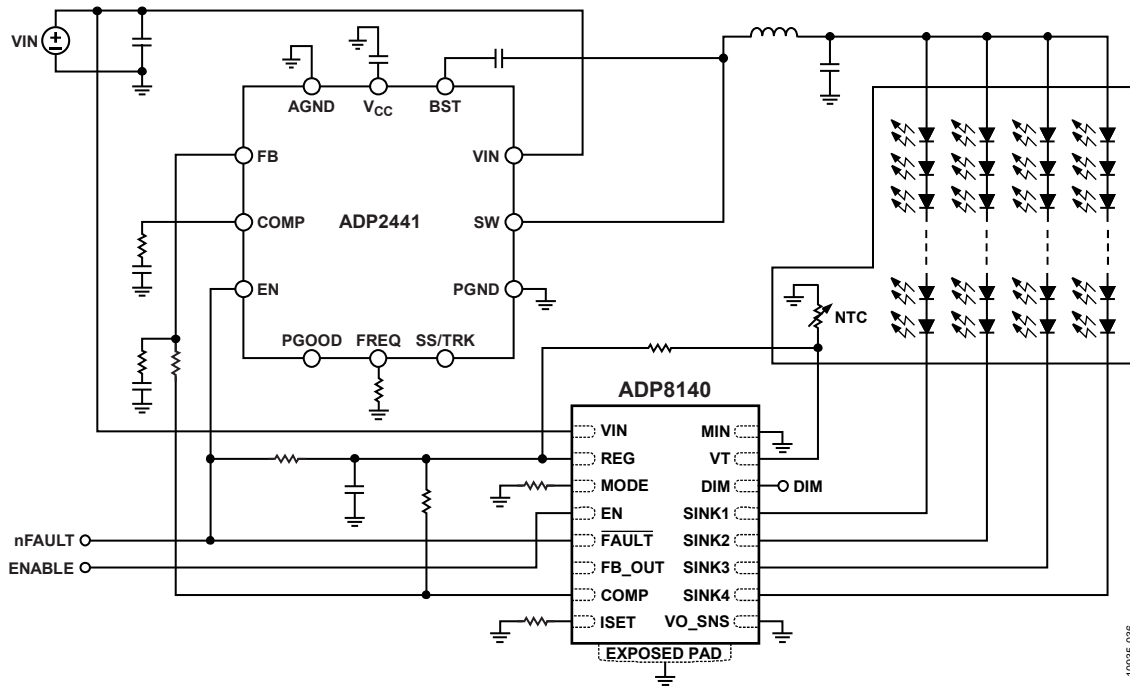 VIN
AGND
VCC
BST
FB
VIN
COMP
ADP2441
SW
EN
PGND
PGOOD
FREQ
SS/TRK
NTC
ADP8140
VIN
MIN
REG
VT
MODE
DIM
DIM
EN
SINK1
nFAULT
FAULT
SINK2
ENABLE
FB_OUT
SINK3
COMP
SINK4
ISET
VO_SNS
EXPOSED PAD